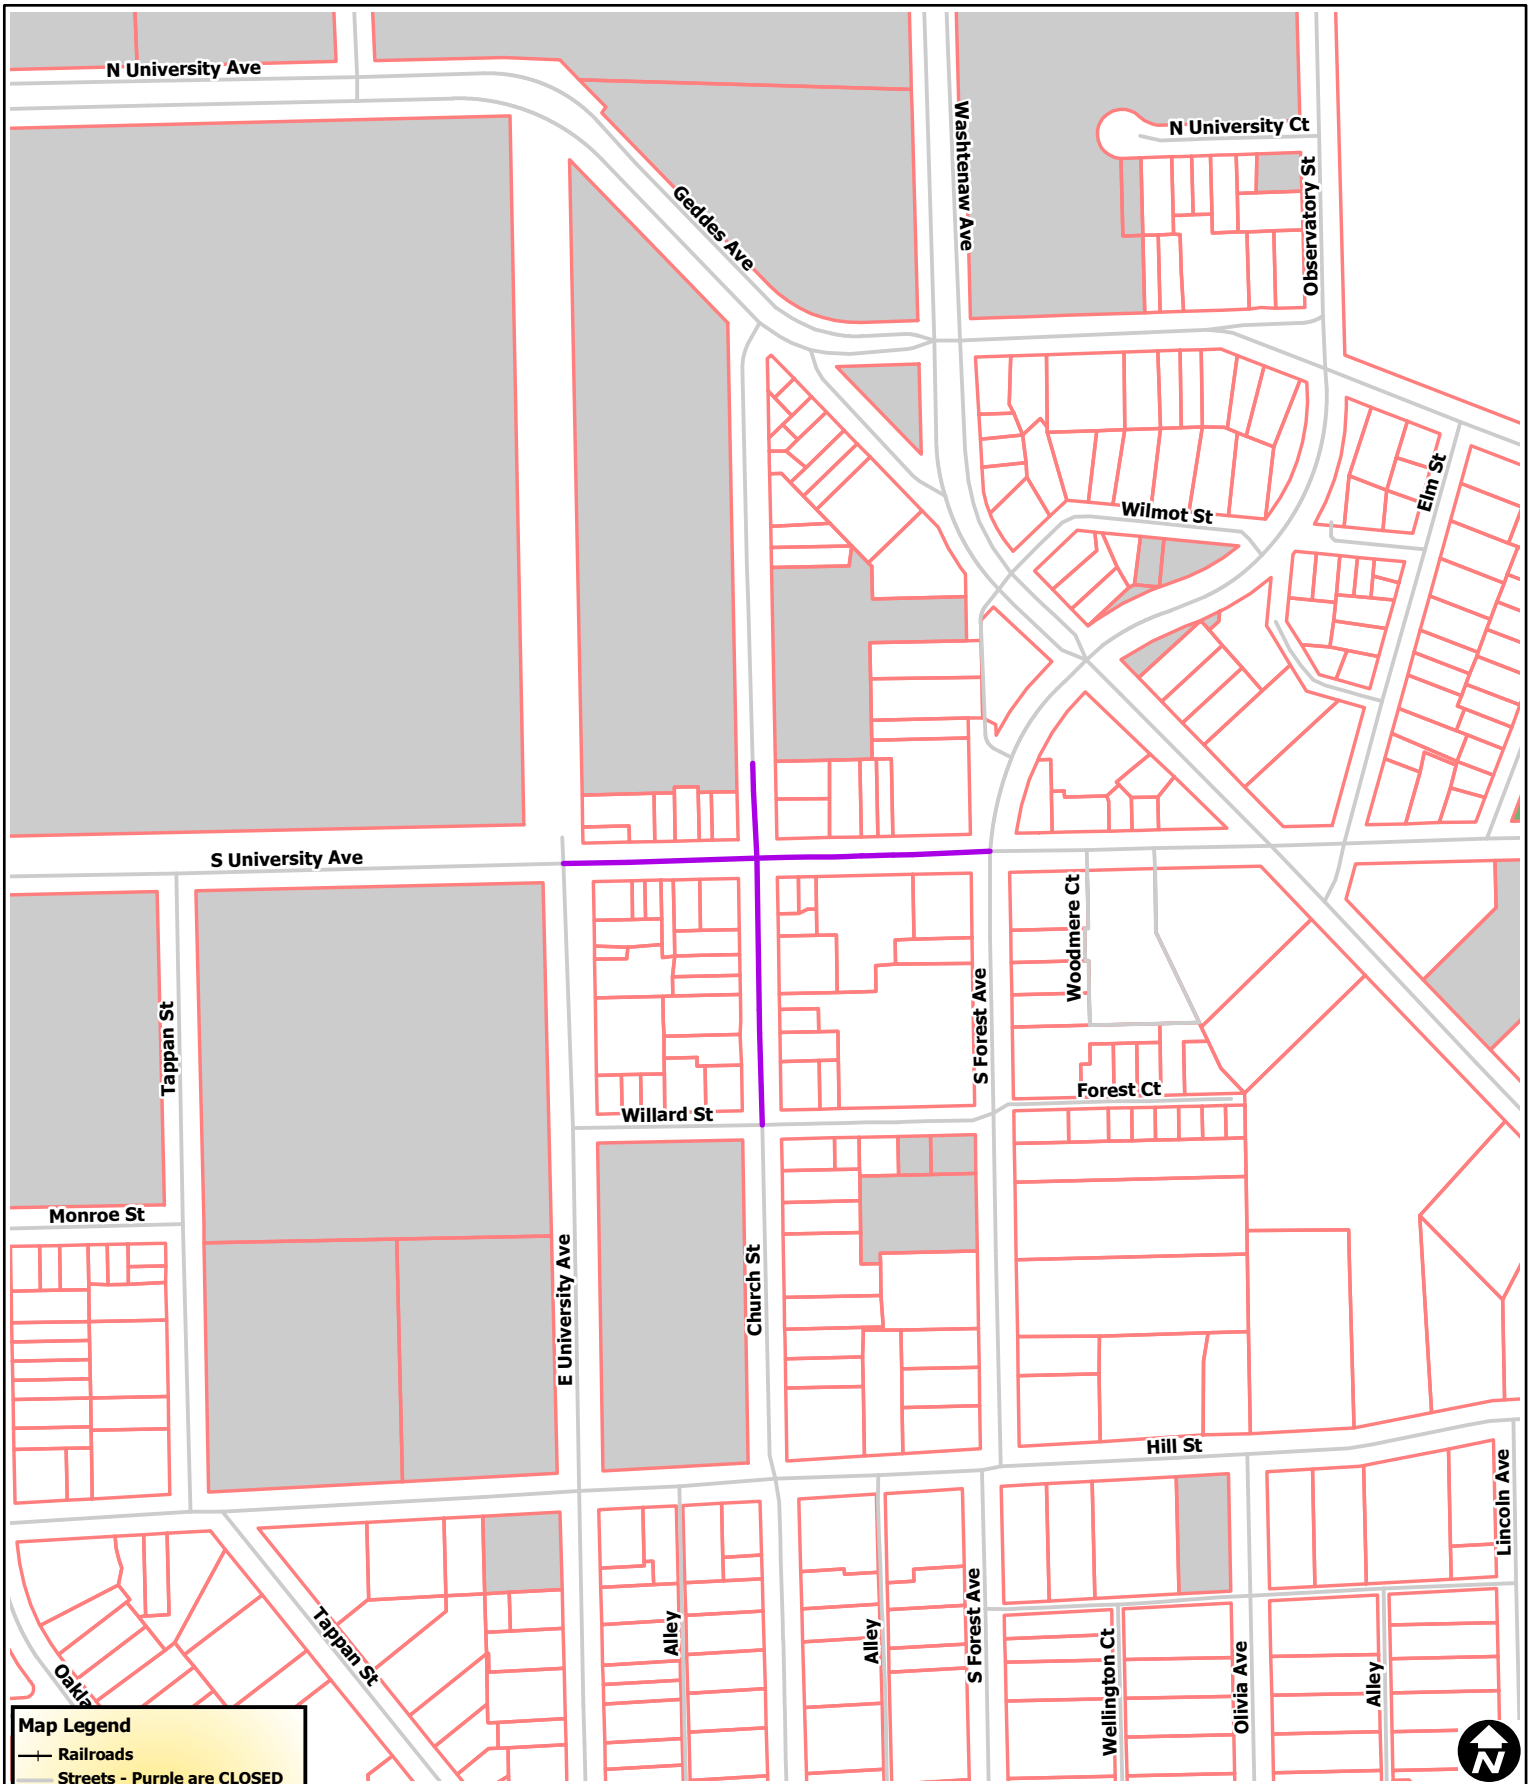 N University Ave
N University Ct
Washtenaw Ave
Geddes Ave
Observatory St
Elm St
Wilmot St
S University Ave
Woodmere Ct
S Forest Ave
Tappan St
Forest Ct
Willard St
Monroe St
E University Ave
Church St
Hill St
Lincoln Ave
Tappan St
Alley
Alley
S Forest Ave
Wellington Ct
Olivia Ave
Alley
Oakla
Map Legend
Railroads
Streets - Purple are CLOSED
N